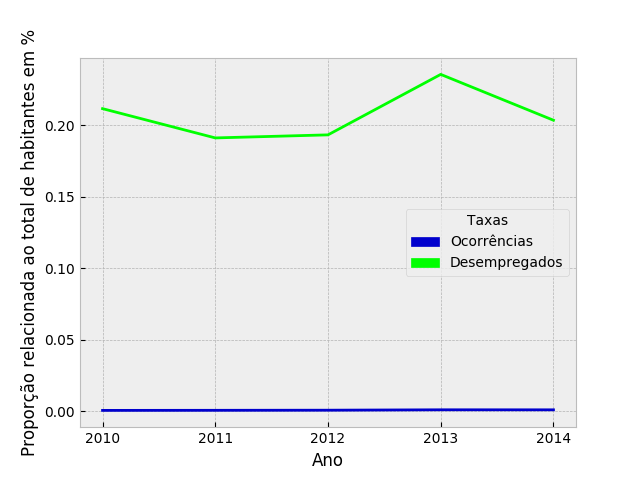 Proporção relacionada ao total de habitantes em %
0.20
0.15
0.10
0.05
0.00
Taxas
Ocorrências
Desempregados
2010 2011 2012 2013 2014
Ano